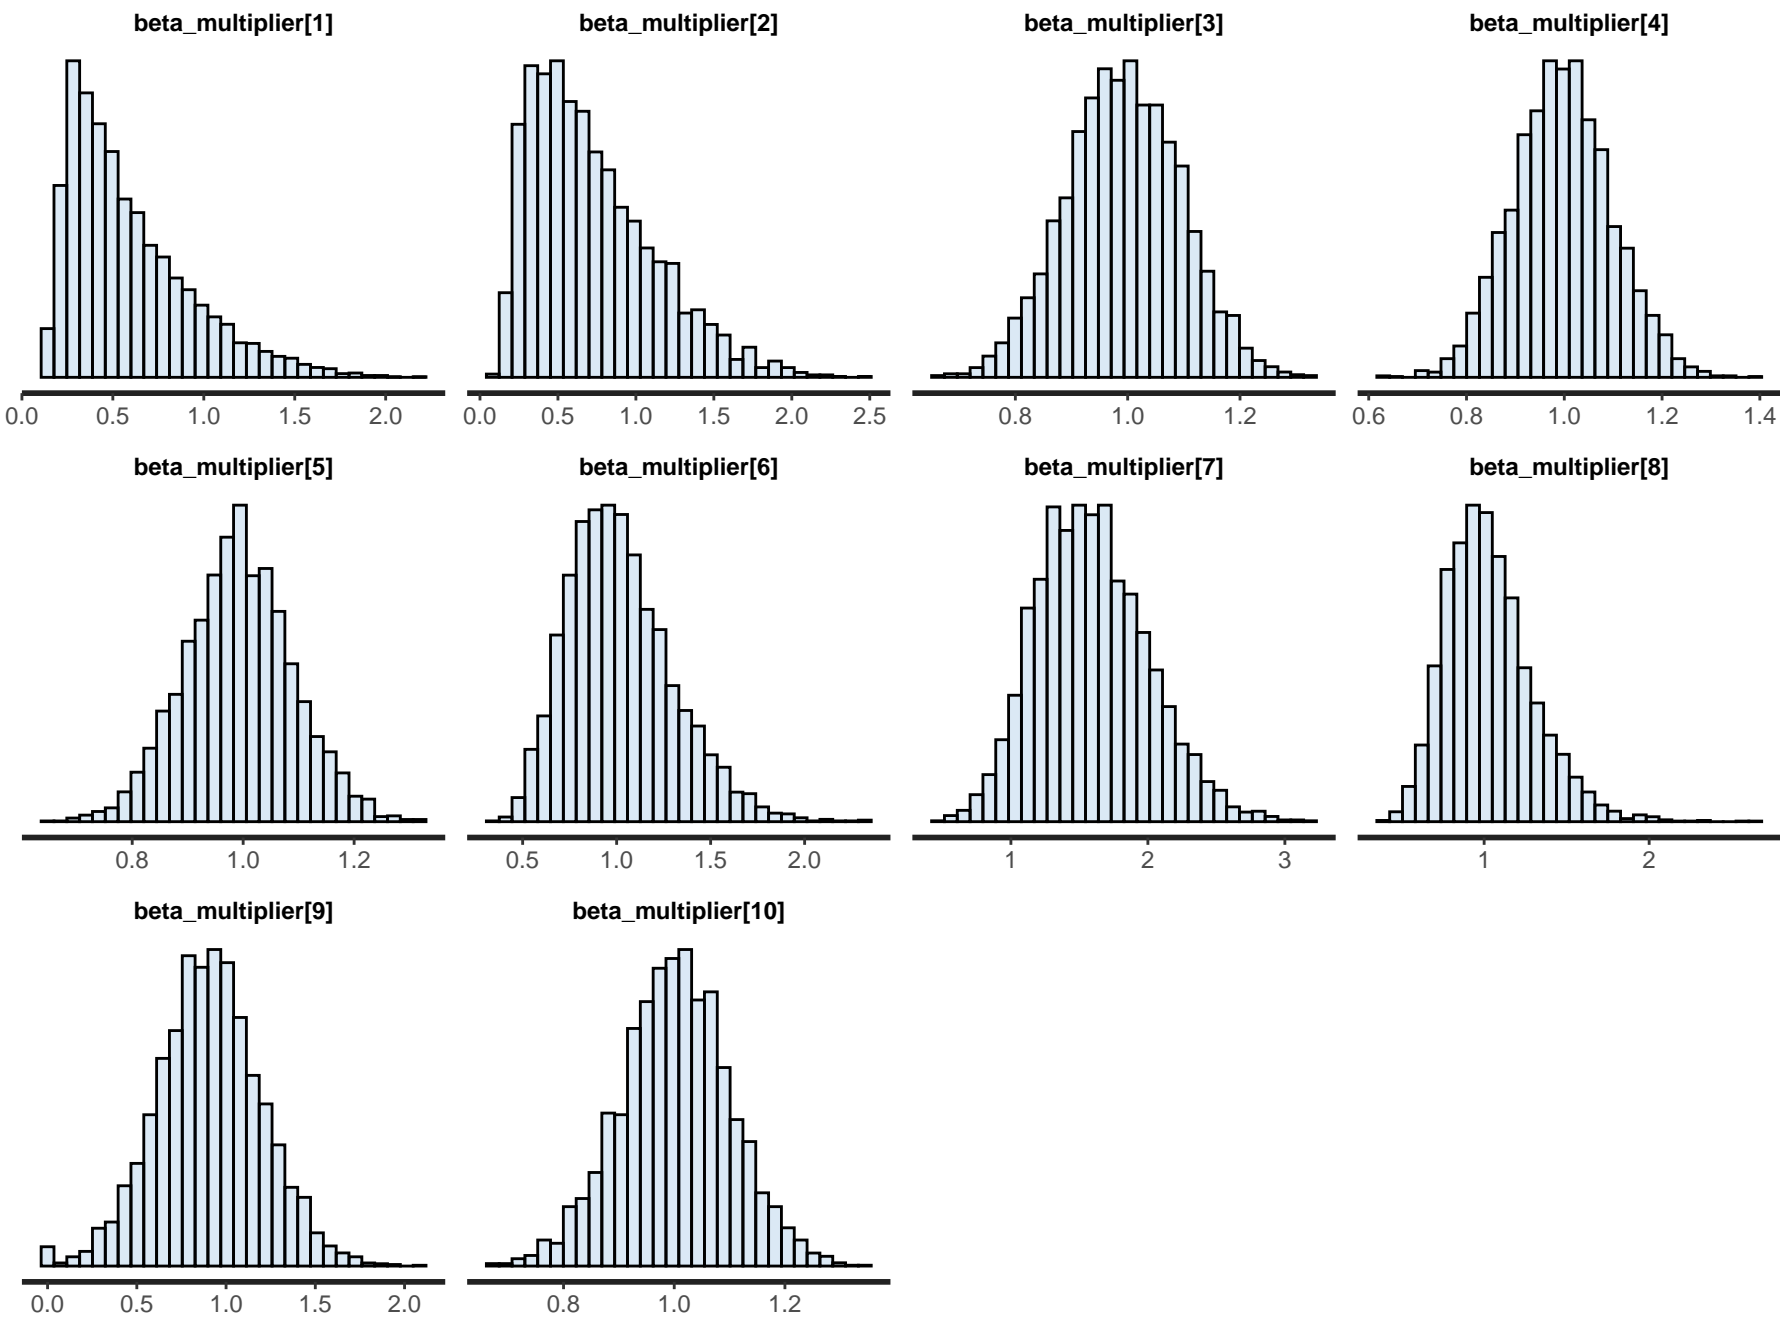 beta_multiplier[1] beta_multiplier[2] beta_multiplier[3] beta_multiplier[4]
0.0 0.5 1.0 1.5 2.0 0.0 0.5 1.0 1.5 2.0 2.5 0.8 1.0 1.2 0.6 0.8 1.0 1.2 1.4
beta_multiplier[5] beta_multiplier[6] beta_multiplier[7] beta_multiplier[8]
0.8 1.0 1.2 0.5 1.0 1.5 2.0 1 2 3 1 2
beta_multiplier[9] beta_multiplier[10]
0.0 0.5 1.0 1.5 2.0 0.8 1.0 1.2